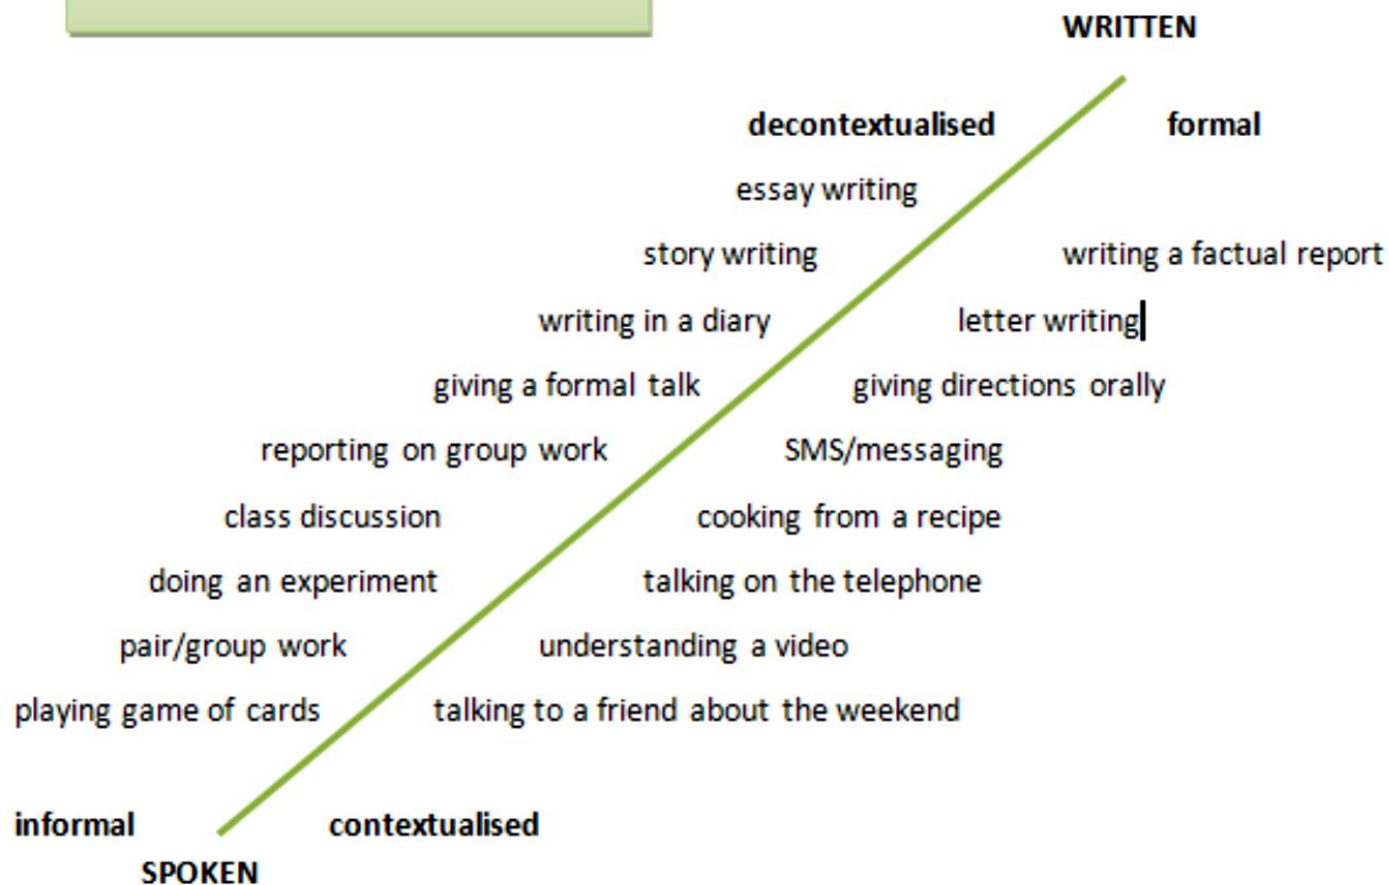 WRITTEN
decontextualised formal
essay writing
story writing writing a factual report
writing in a diary letter writing
giving a formal talk giving directions orally
reporting on group work SMS/messaging
class discussion cooking from a recipe
doing an experiment talking on the telephone
pair/group work understanding a video
playing game of cards talking to a friend about the weekend
informal contextualised
SPOKEN